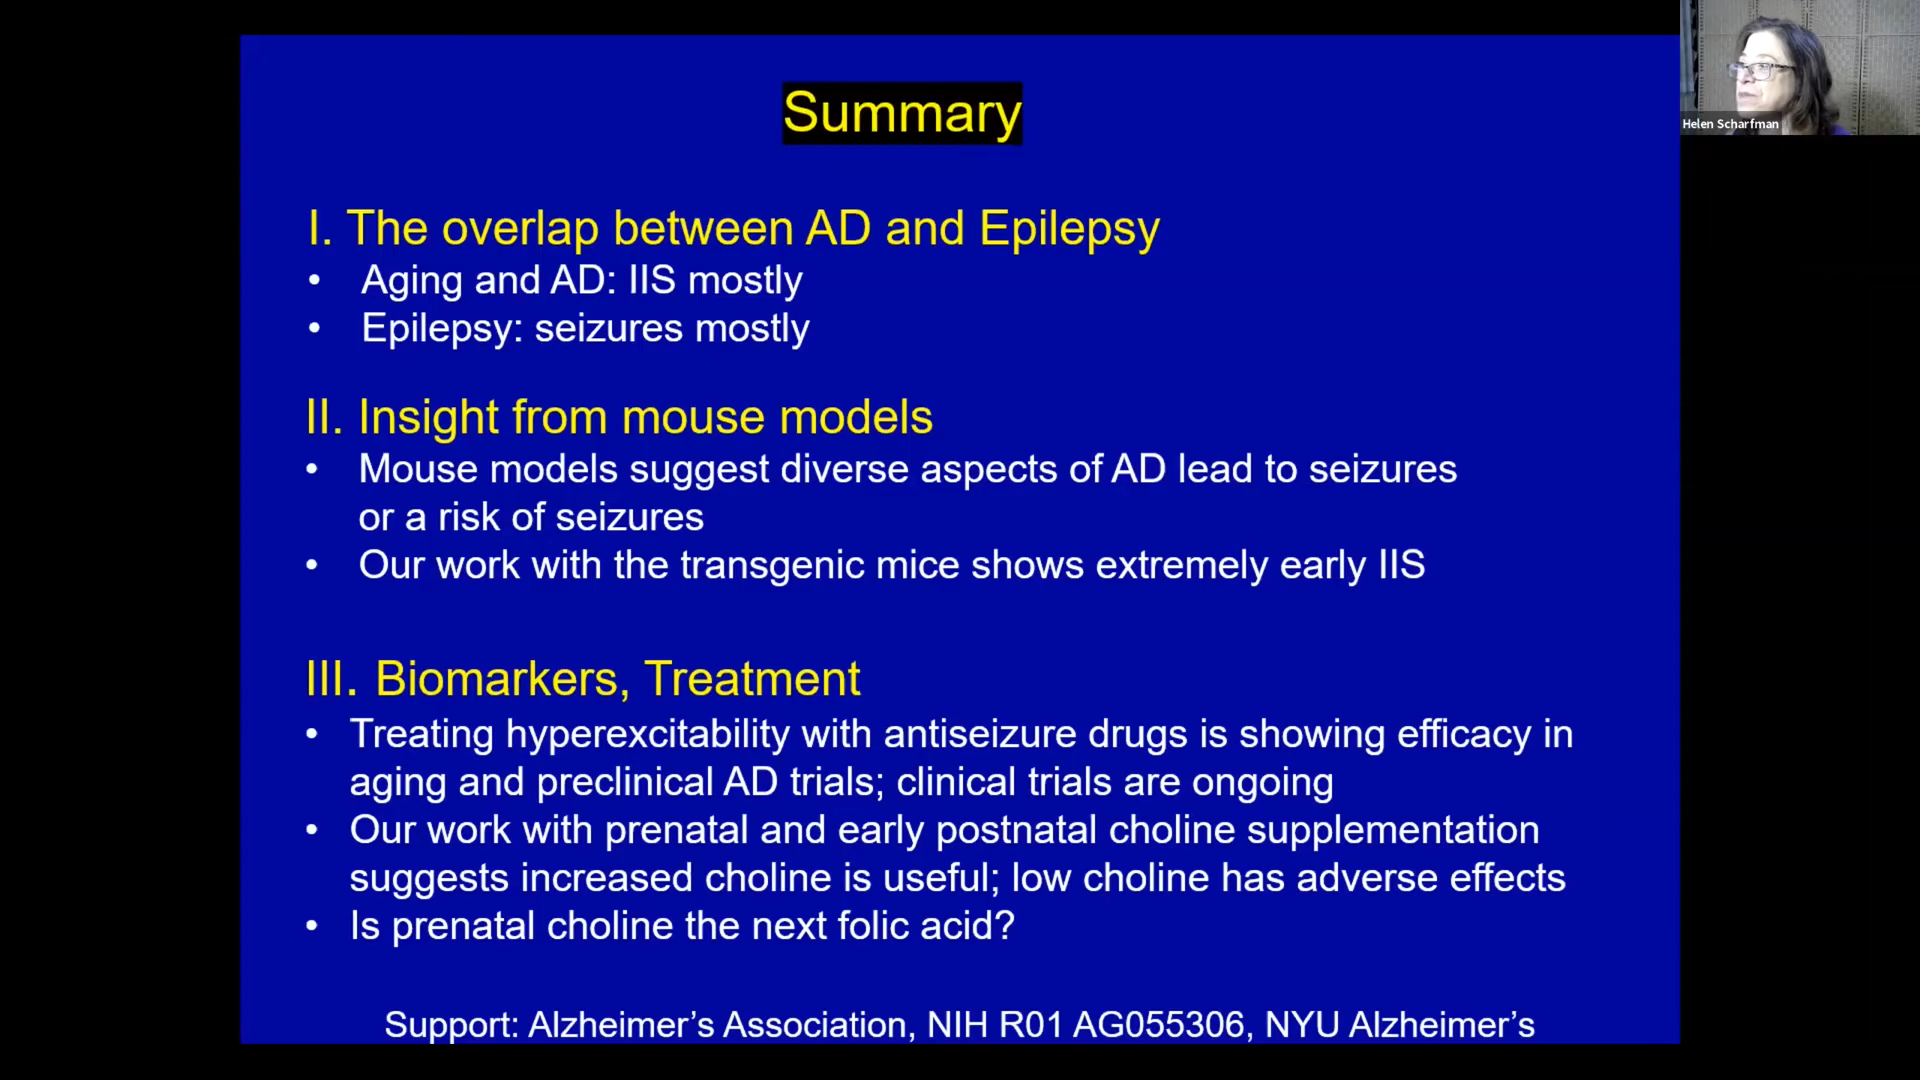 Summary
Helen Scharfman
I. The overlap between AD and Epilepsy
• Aging and AD: IIS mostly
• Epilepsy: seizures mostly
II. Insight from mouse models
• Mouse models suggest diverse aspects of AD lead to seizures
or a risk of seizures
• Our work with the transgenic mice shows extremely early IIS
III. Biomarkers, Treatment
• Treating hyperexcitability with antiseizure drugs is showing efficacy in
aging and preclinical AD trials; clinical trials are ongoing
• Our work with prenatal and early postnatal choline supplementation
suggests increased choline is useful; low choline has adverse effects
• Is prenatal choline the next folic acid?
Support: Alzheimer’s Association, NIH R01 AG055306, NYU Alzheimer’s